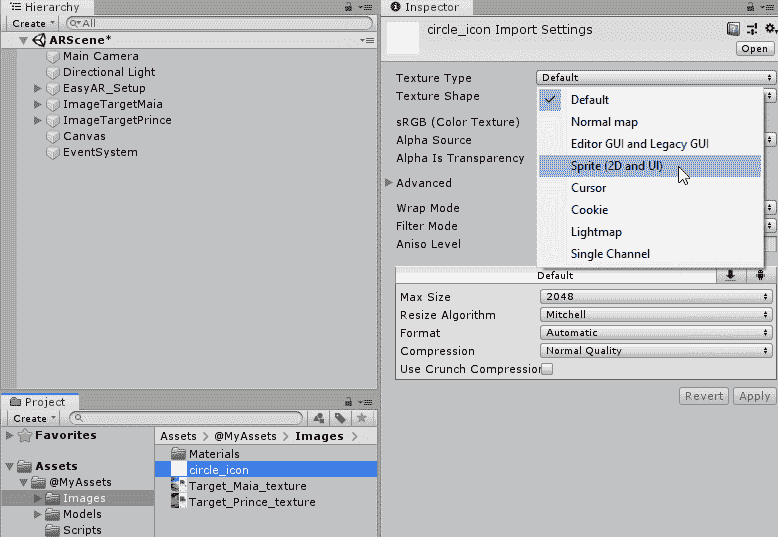 Hierarchy
Create
All
ARScene*
Main Camera
Directional Light
EasyAR_Setup
ImageTargetMaia
ImageTargetPrince
Canvas
EventSystem
Inspector
circle_icon Import Settings
Open
Texture Type Default
Texture Shape
sRGB (Color Texture)
Alpha Source
Alpha Is Transparency
Advanced
Wrap Mode
Filter Mode
Aniso Level
Default
Normal map
Editor GUI and Legacy GUI
Sprite (2D and UI)
Cursor
Cookie
Lightmap
Single Channel
Default
Max Size 2048
Resize Algorithm Mitchell
Format Automatic
Compression Normal Quality
Use Crunch Compression
Revert Apply
Project
Create
Favorites
Assets
@MyAssets
Images
Models
Scripts
Assets > @MyAssets > Images >
Materials
circle_icon
Target_Maia_texture
Target_Prince_texture